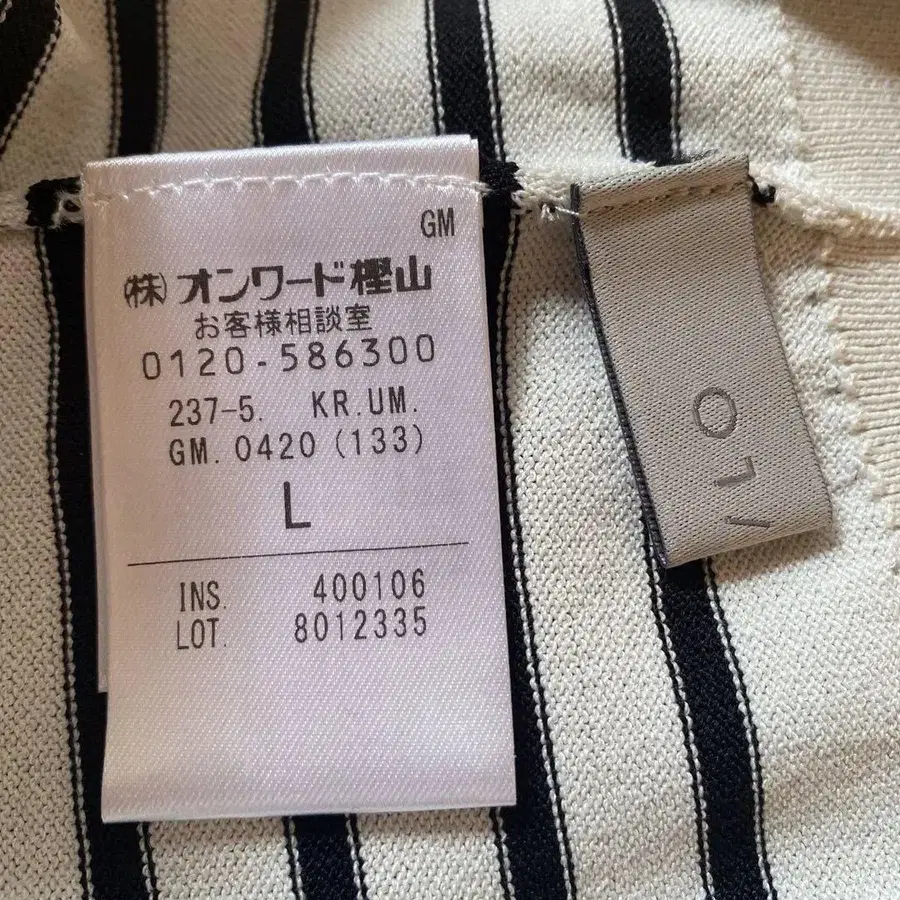 GM
㈱オンワード樫山
お客様相談室
0120-586300
237-5. KR.UM.
GM.0420(133)
L
INS. 400106
LOT. 8012335